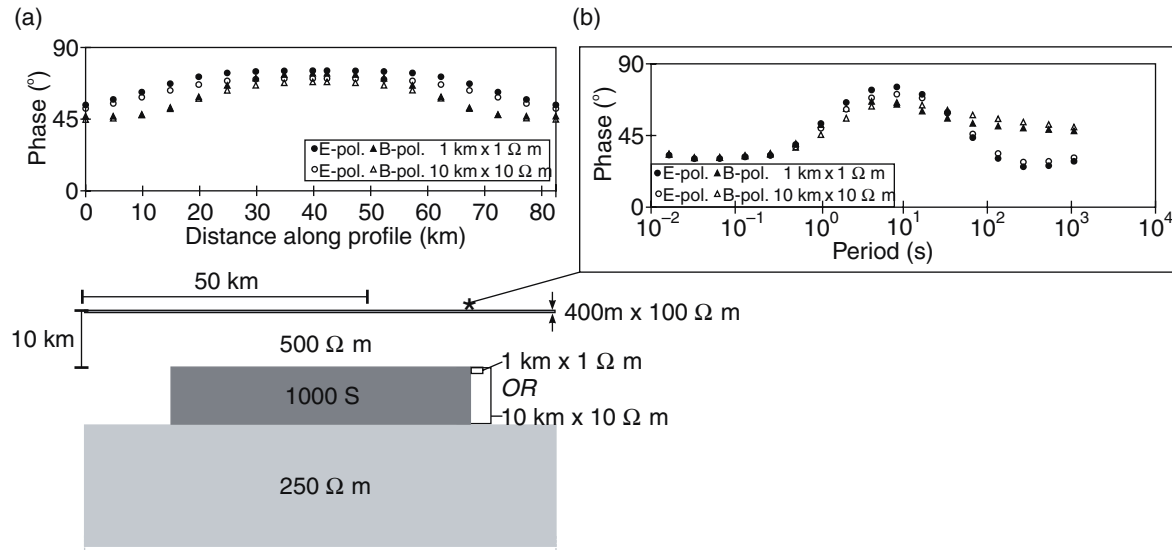 (a)
90
45
0
Phase (°)
● E-pol. ▲ B-pol. 1 km x 1 Ω m
○ E-pol. △ B-pol. 10 km x 10 Ω m
0 10 20 30 40 50 60 70 80
Distance along profile (km)
(b)
90
45
0
Phase (°)
● E-pol. ▲ B-pol. 1 km x 1 Ω m
○ E-pol. △ B-pol. 10 km x 10 Ω m
10⁻² 10⁻¹ 10⁰ 10¹ 10² 10³ 10⁴
Period (s)
50 km
400m x 100 Ω m
10 km
500 Ω m
1 km x 1 Ω m
OR
10 km x 10 Ω m
1000 S
250 Ω m